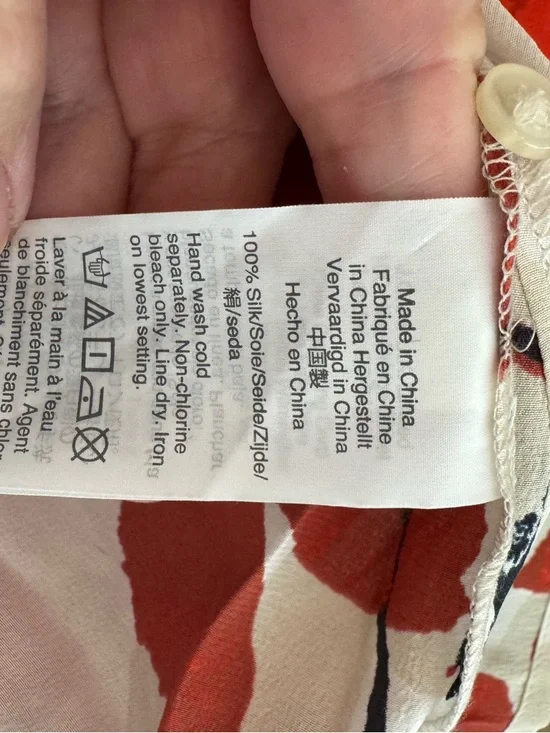 Made in China
Fabriqué en Chine
in China Hergestellt
Vervaardigd in China
中国製
Hecho en China
100% Silk/Soie/Seide/Zijde/
絹/seda
Hand wash cold
separately. Non-chlorine
bleach only. Line dry. Iron
on lowest setting.
Laver à la main à l'eau
froide séparément. Agent
de blanchiment sans chlor